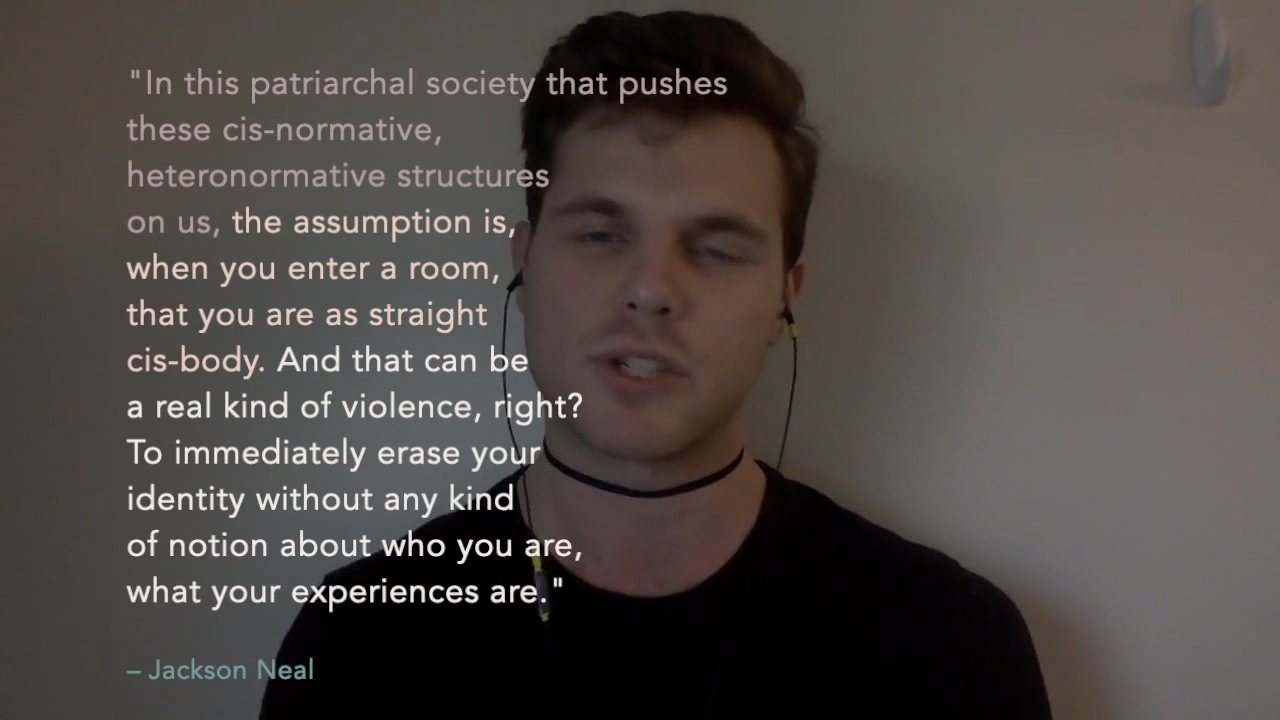 "In this patriarchal society that pushes
these cis-normative,
heteronormative structures
on us, the assumption is,
when you enter a room,
that you are as straight
cis-body. And that can be
a real kind of violence, right?
To immediately erase your
identity without any kind
of notion about who you are,
what your experiences are."
– Jackson Neal